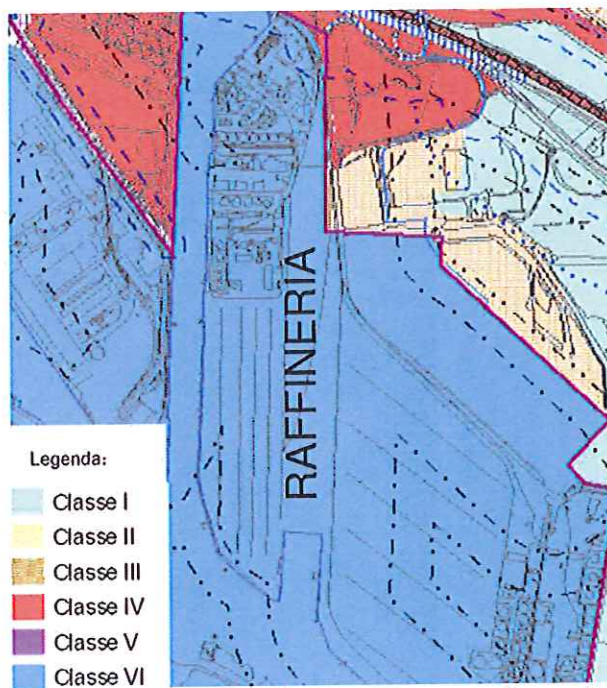 RAFFINERIA
Legenda:
Classe I
Classe II
Classe III
Classe IV
Classe V
Classe VI